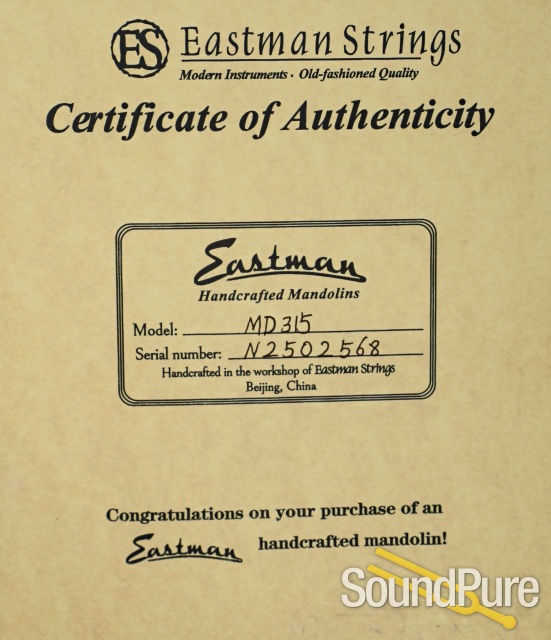 ES Eastman Strings
Modern Instruments · Old-fashioned Quality
Certificate of Authenticity
Eastman
Handcrafted Mandolins
Model: MD315
Serial number: N2502568
Handcrafted in the workshop of Eastman Strings
Beijing, China
Congratulations on your purchase of an
Eastman handcrafted mandolin!
SoundPure